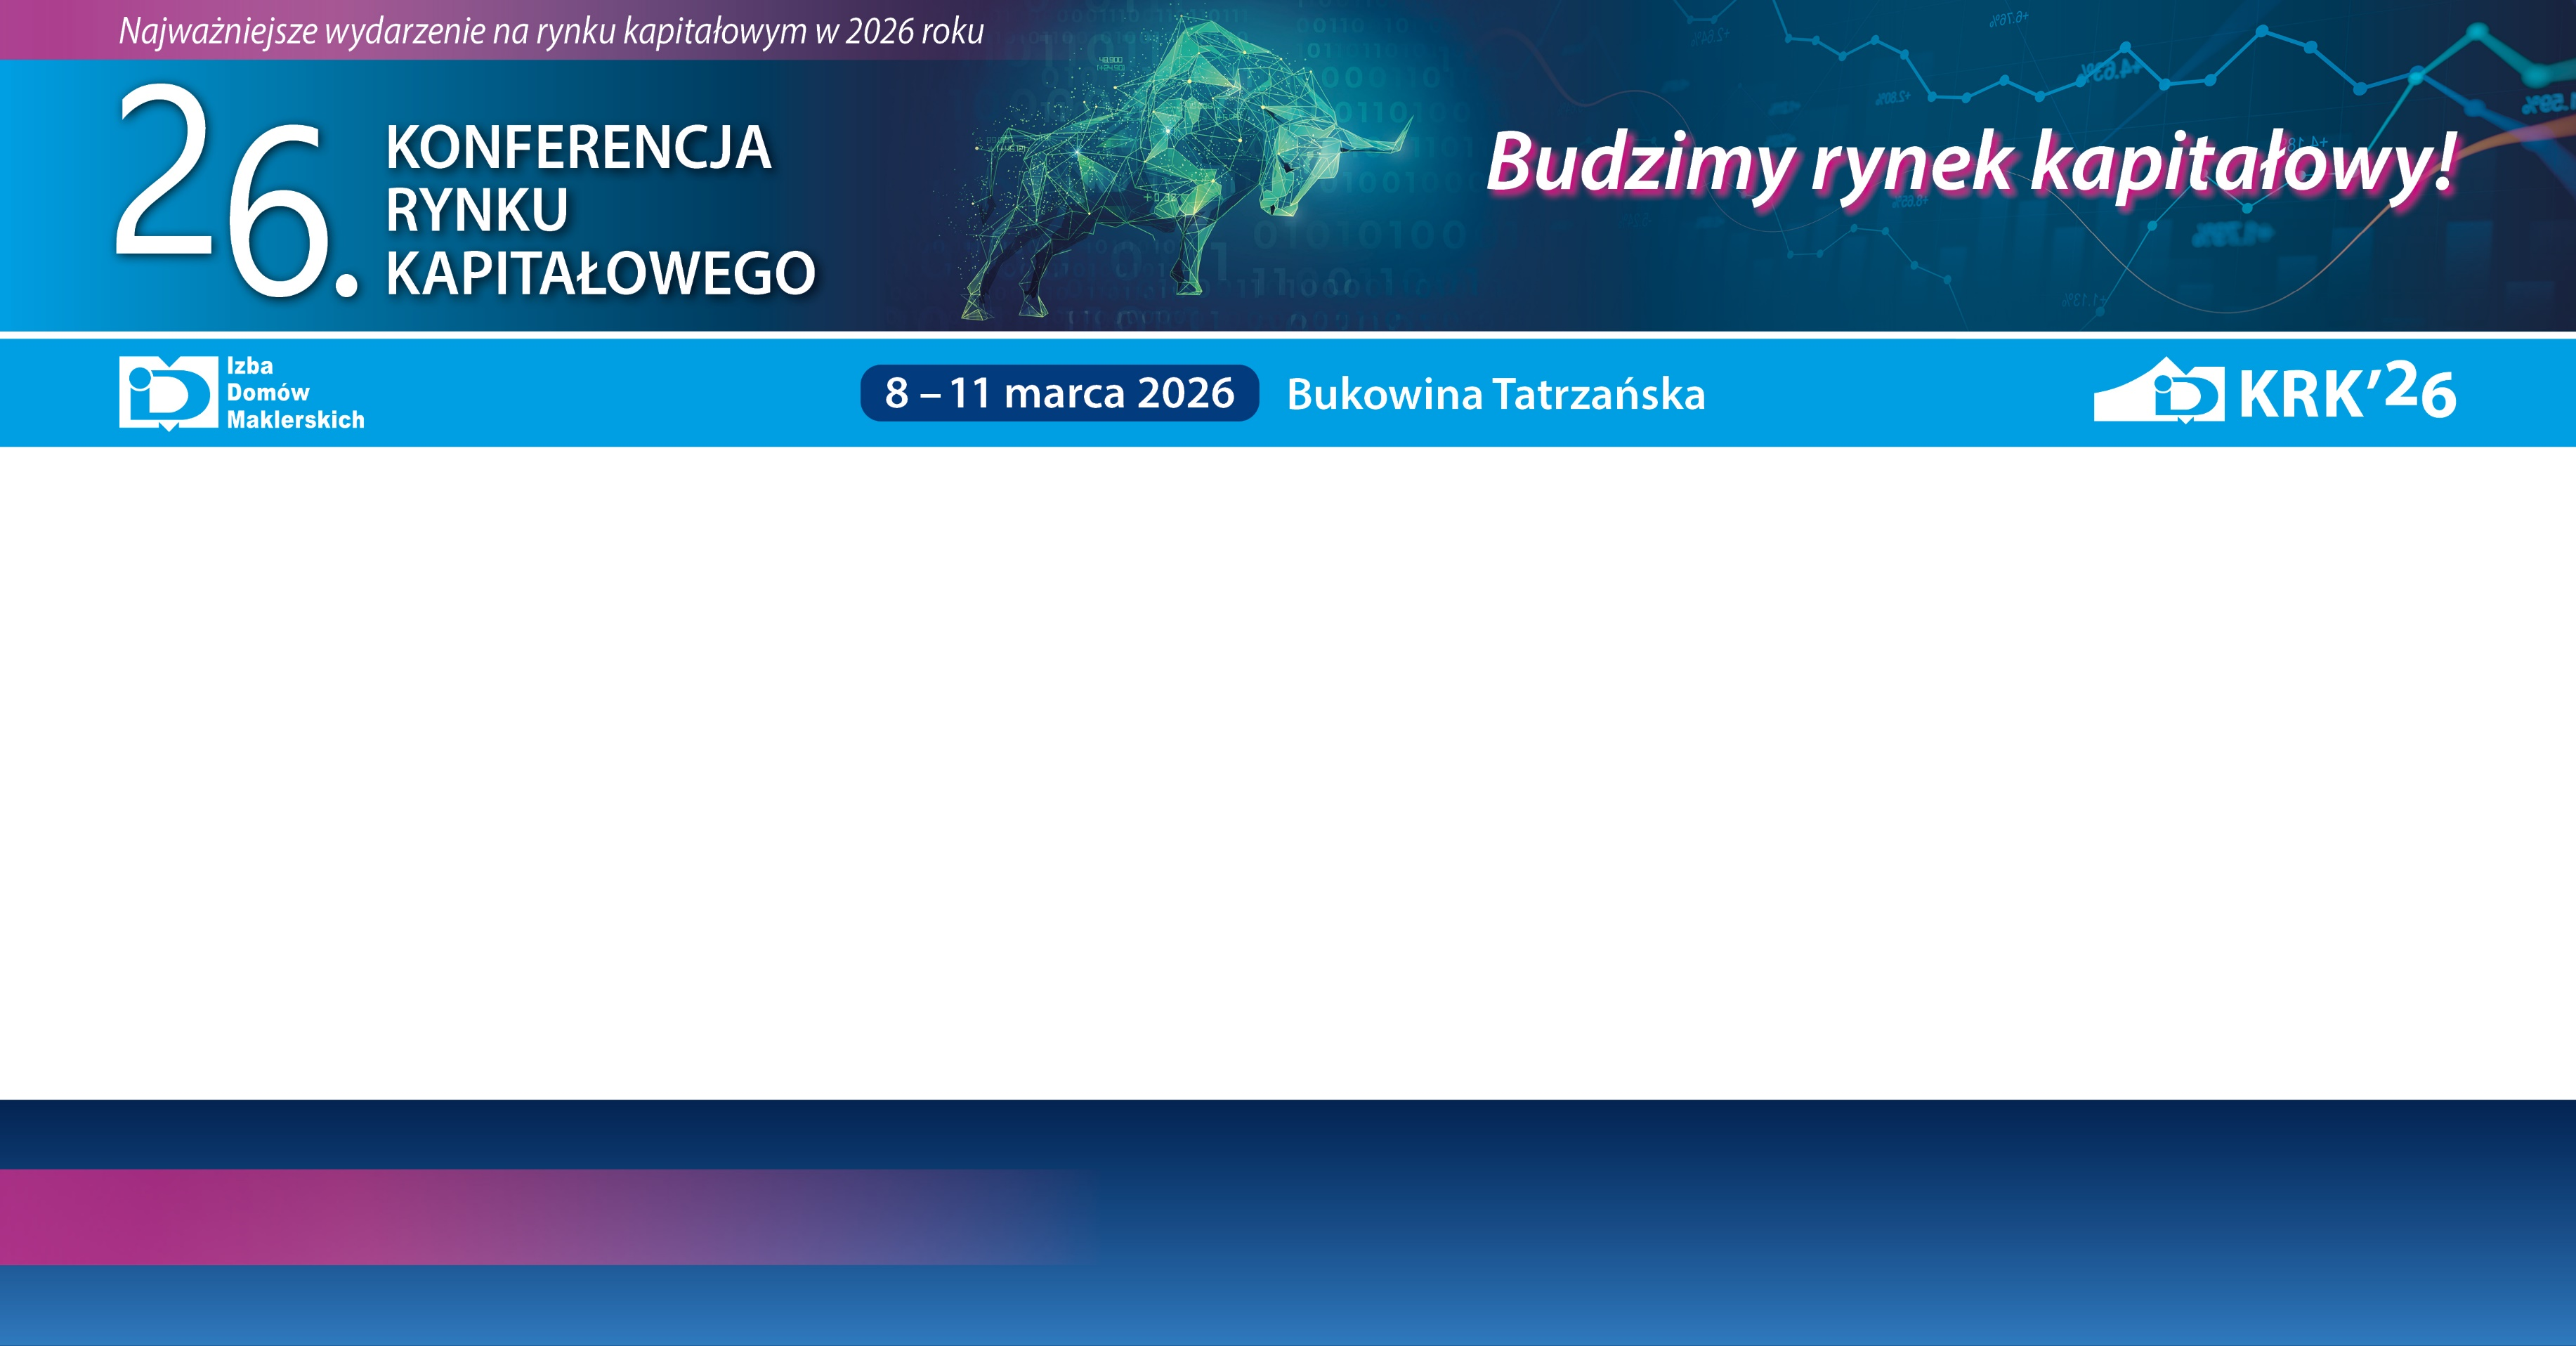 Najważniejsze wydarzenie na rynku kapitałowym w 2026 roku
26. KONFERENCJA
RYNKU
KAPITAŁOWEGO
Budzimy rynek kapitałowy!
Izba
Domów
Maklerskich
8 – 11 marca 2026 Bukowina Tatrzańska
KRK’26